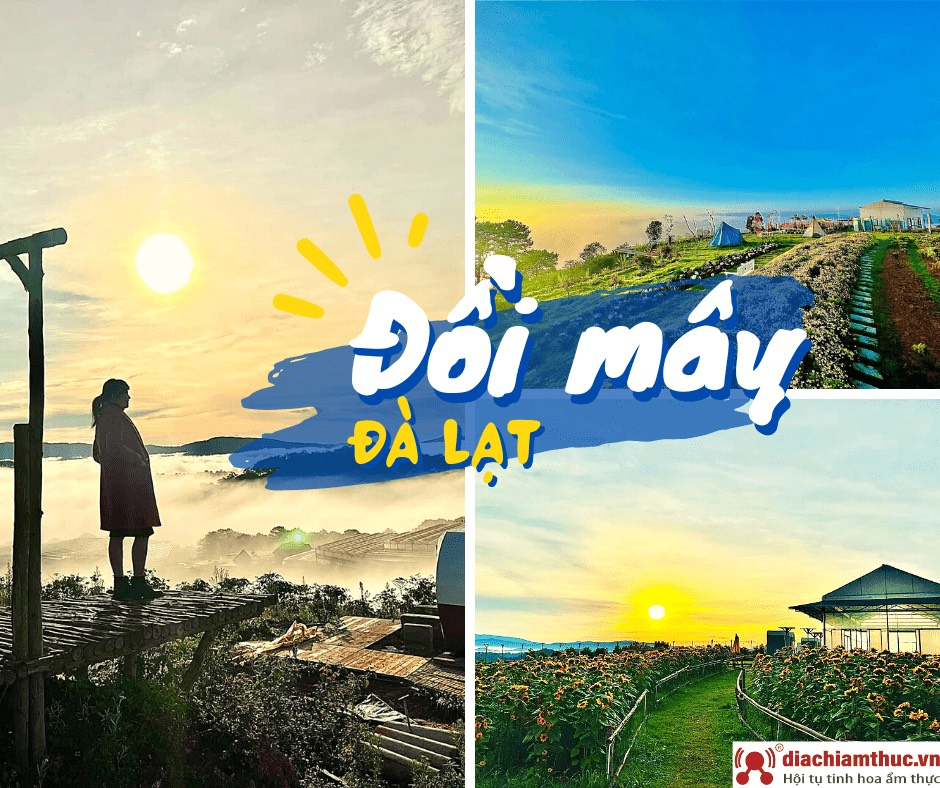 Đồi mây
ĐÀ LẠT
diachiamthuc.vn
Hội tụ tinh hoa ẩm thực